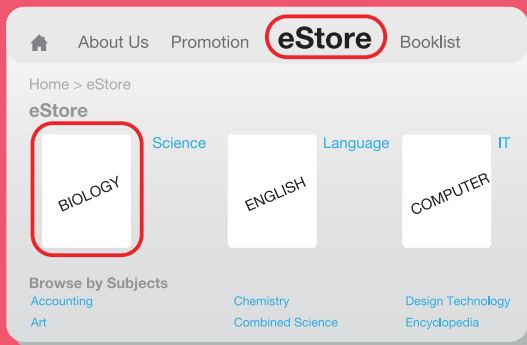 About Us Promotion eStore Booklist
Home > eStore
eStore
Science Language IT
BIOLOGY ENGLISH COMPUTER
Browse by Subjects
Accounting Chemistry Design Technology
Art Combined Science Encyclopedia